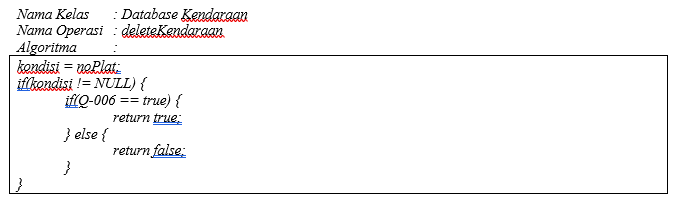 Nama Kelas : Database Kendaraan
Nama Operasi : deleteKendaraan
Algoritma :
kondisi = noPlat;
if(kondisi != NULL) {
if(Q-006 == true) {
return true;
} else {
return false;
}
}